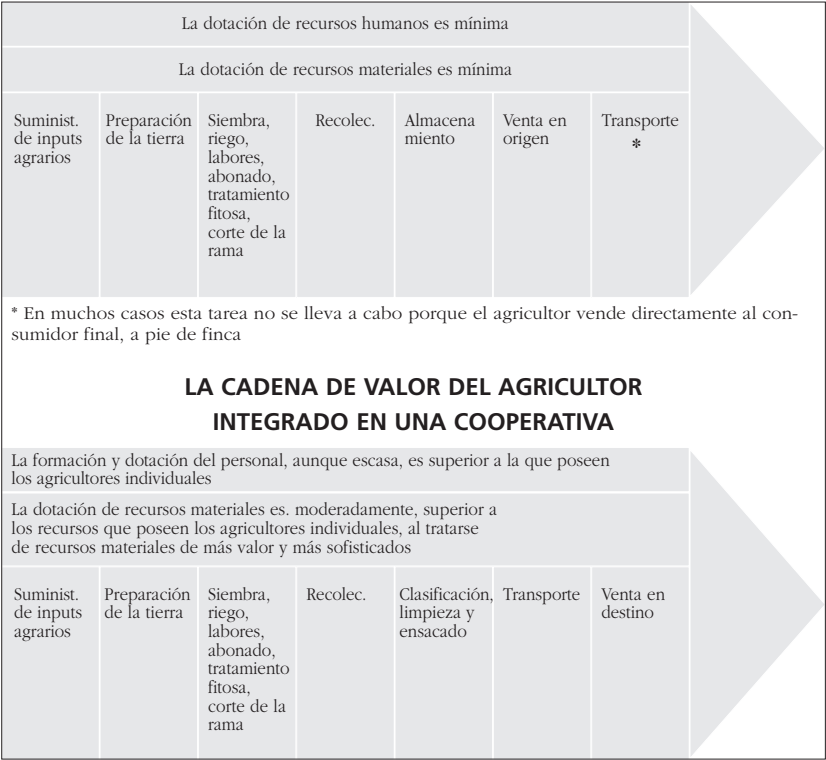 La dotación de recursos humanos es mínima
La dotación de recursos materiales es mínima
Suminist.
de inputs
agrarios
Preparación
de la tierra
Siembra,
riego,
labores,
abonado,
tratamiento
fitosa,
corte de la
rama
Recolec.
Almacena
miento
Venta en
origen
Transporte
*
* En muchos casos esta tarea no se lleva a cabo porque el agricultor vende directamente al con-
sumidor final, a pie de finca
LA CADENA DE VALOR DEL AGRICULTOR
INTEGRADO EN UNA COOPERATIVA
La formación y dotación del personal, aunque escasa, es superior a la que poseen
los agricultores individuales
La dotación de recursos materiales es. moderadamente, superior a
los recursos que poseen los agricultores individuales, al tratarse
de recursos materiales de más valor y más sofisticados
Suminist.
de inputs
agrarios
Preparación
de la tierra
Siembra,
riego,
labores,
abonado,
tratamiento
fitosa,
corte de la
rama
Recolec.
Clasificación,
limpieza y
ensacado
Transporte
Venta en
destino